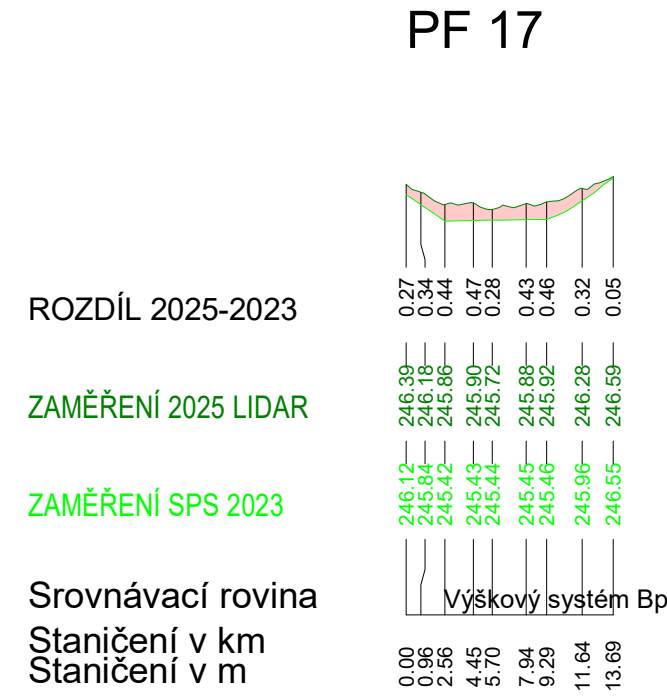 PF 17
ROZDÍL 2025-2023
0.27 0.34 0.44 0.47 0.28 0.43 0.46 0.32 0.05
ZAMĚŘENÍ 2025 LIDAR
246.39 246.18 245.86 245.90 245.72 245.88 245.92 246.28 246.59
ZAMĚŘENÍ SPS 2023
246.12 245.84 245.42 245.43 245.44 245.45 245.46 245.96 246.55
Srovnávací rovina
Výškový systém Bp
Staničení v km
Staničení v m
0.00 0.96 2.56 4.45 5.70 7.94 9.29 11.64 13.69